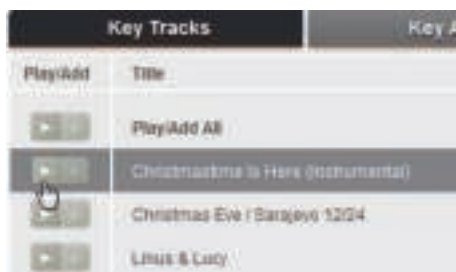 Key Tracks Key A
Play/Add Title
Play/Add All
Christmastime Is Here (Instrumental)
Christmas Eve / Sarajevo 12/24
Linus & Lucy